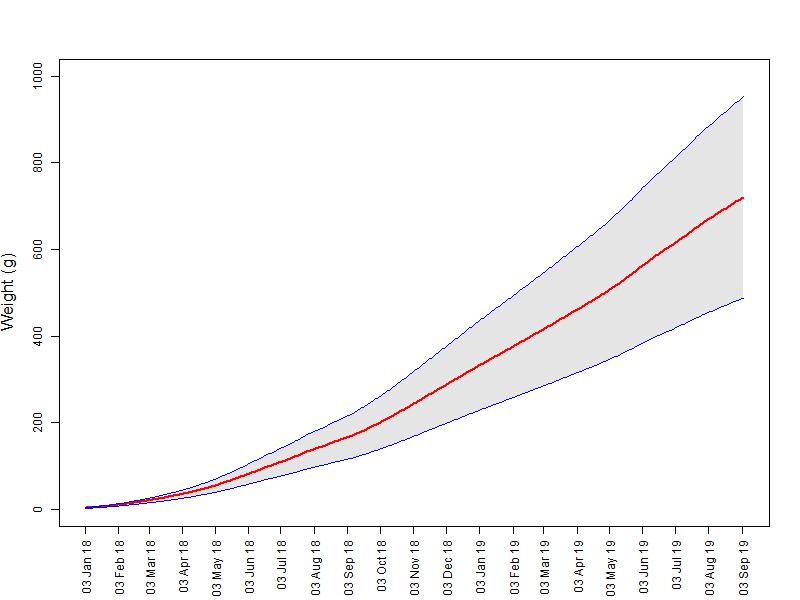 Weight (g)
1000
800
600
400
200
0
03 Jan 18
03 Feb 18
03 Mar 18
03 Apr 18
03 May 18
03 Jun 18
03 Jul 18
03 Aug 18
03 Sep 18
03 Oct 18
03 Nov 18
03 Dec 18
03 Jan 19
03 Feb 19
03 Mar 19
03 Apr 19
03 May 19
03 Jun 19
03 Jul 19
03 Aug 19
03 Sep 19